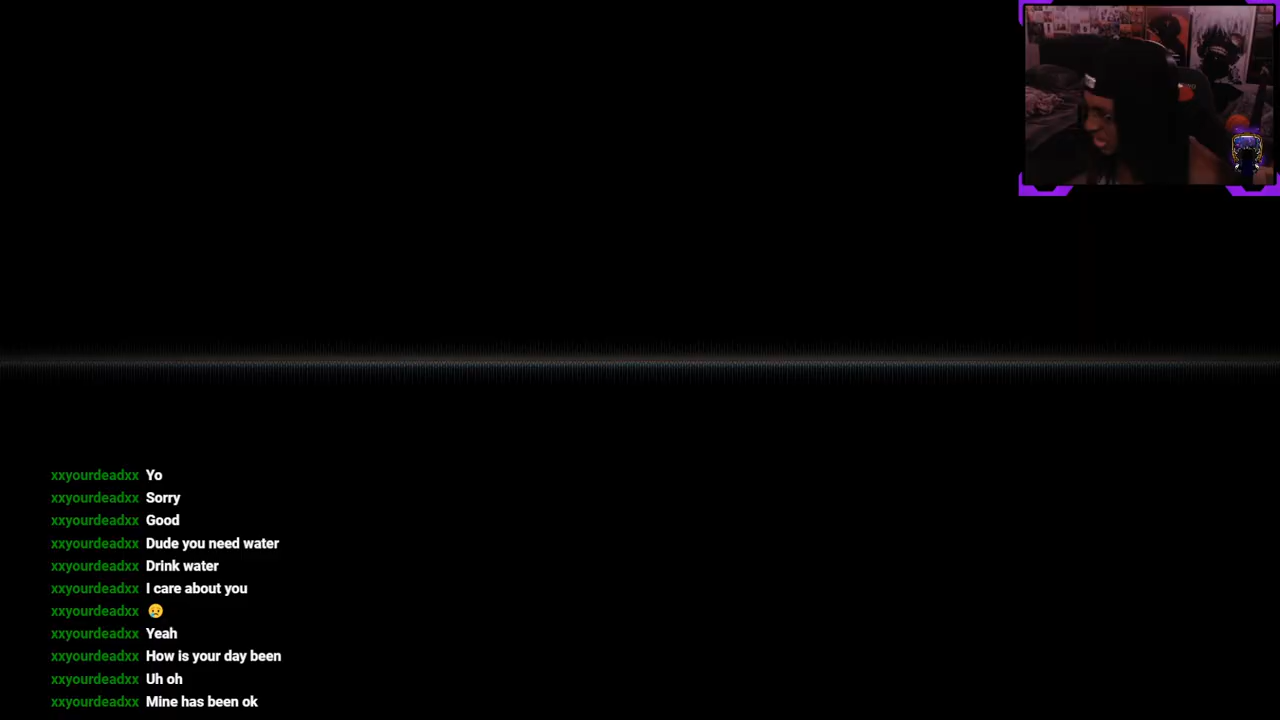 xxyourdeadxx Yo
xxyourdeadxx Sorry
xxyourdeadxx Good
xxyourdeadxx Dude you need water
xxyourdeadxx Drink water
xxyourdeadxx I care about you
xxyourdeadxx 😥
xxyourdeadxx Yeah
xxyourdeadxx How is your day been
xxyourdeadxx Uh oh
xxyourdeadxx Mine has been ok